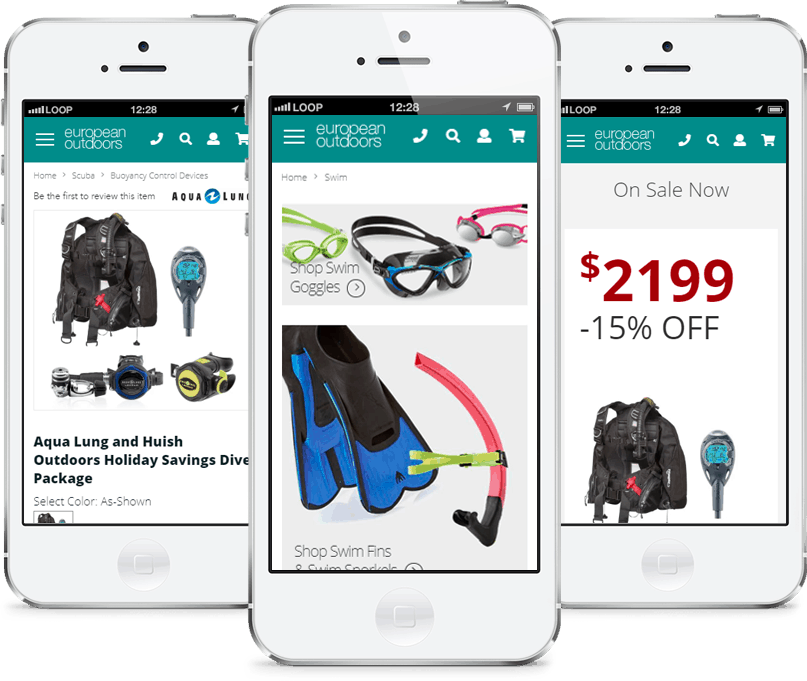 LOOP 12:28
european
outdoors
Home > Scuba > Buoyancy Control Devices
Be the first to review this item
AQUA LUNG
Aqua Lung and Huish
Outdoors Holiday Savings Dive
Package
Select Color: As-Shown
LOOP 12:28
european
outdoors
Home > Swim
Shop Swim
Goggles
Shop Swim Fins
& Swim Snorkels
LOOP 12:28
european
outdoors
On Sale Now
$2199
-15% OFF